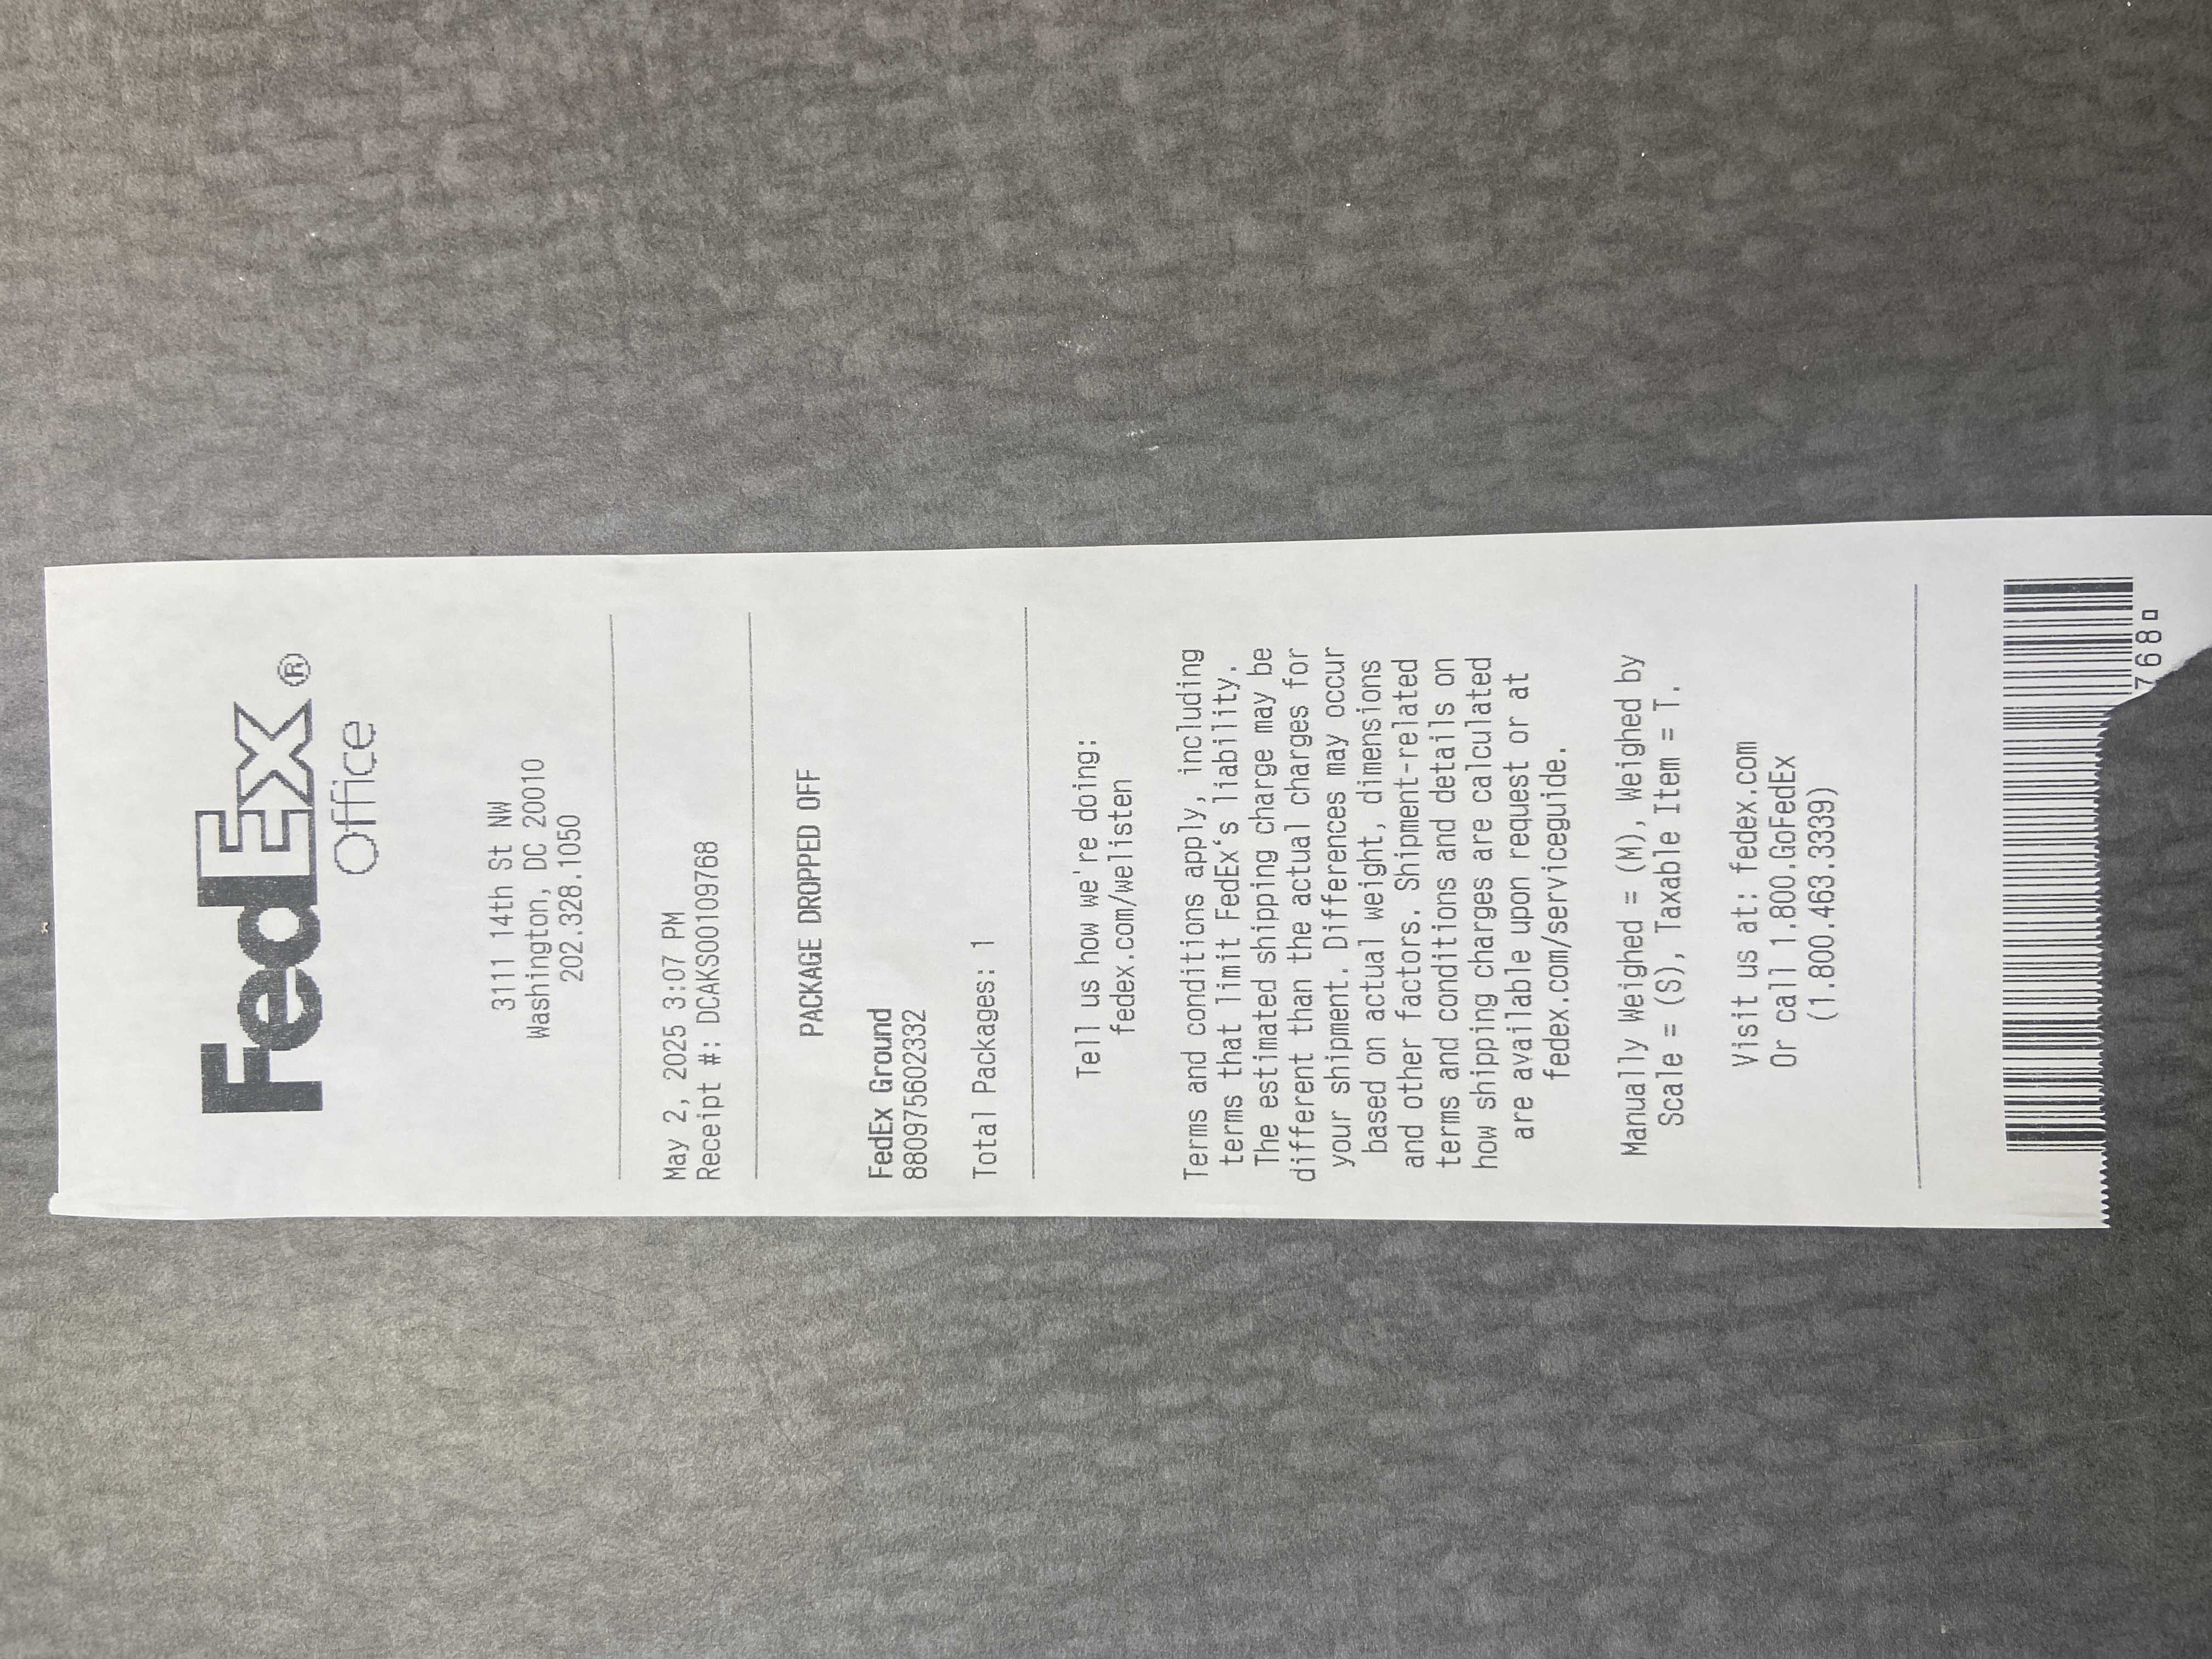 FedEx®
Office
3111 14th St NW
Washington, DC 20010
202.328.1050
May 2, 2025 3:07 PM
Receipt #: DCAKS00109768
PACKAGE DROPPED OFF
FedEx Ground
880975602332
Total Packages: 1
Tell us how we're doing:
fedex.com/welisten
Terms and conditions apply, including
terms that limit FedEx's liability.
The estimated shipping charge may be
different than the actual charges for
your shipment. Differences may occur
based on actual weight, dimensions
and other factors. Shipment-related
terms and conditions and details on
how shipping charges are calculated
are available upon request or at
fedex.com/serviceguide.
Manually Weighed = (M), Weighed by
Scale = (S), Taxable Item = T.
Visit us at: fedex.com
Or call 1.800.GoFedEx
(1.800.463.3339)
768